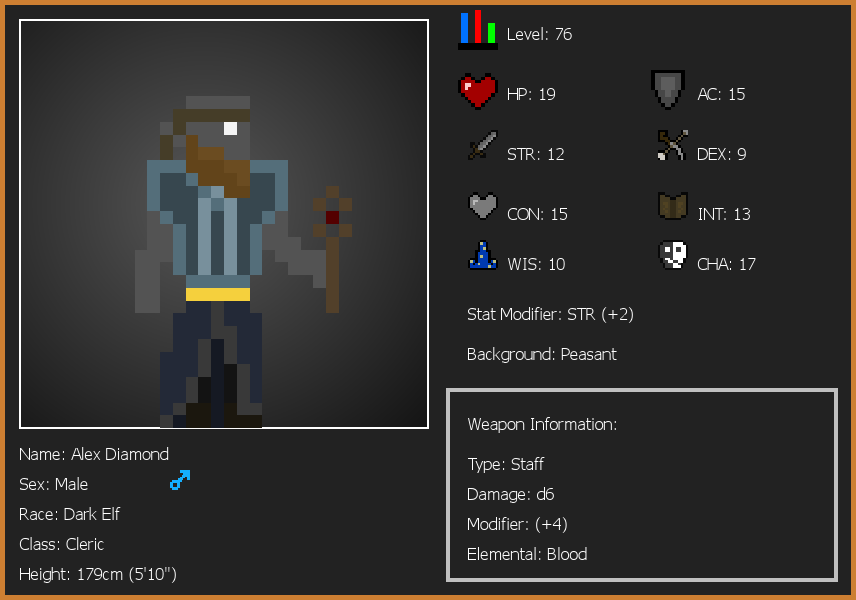 Level: 76
HP: 19
AC: 15
STR: 12
DEX: 9
CON: 15
INT: 13
WIS: 10
CHA: 17
Stat Modifier: STR (+2)
Background: Peasant
Weapon Information:
Type: Staff
Damage: d6
Modifier: (+4)
Elemental: Blood
Name: Alex Diamond
Sex: Male
Race: Dark Elf
Class: Cleric
Height: 179cm (5'10")